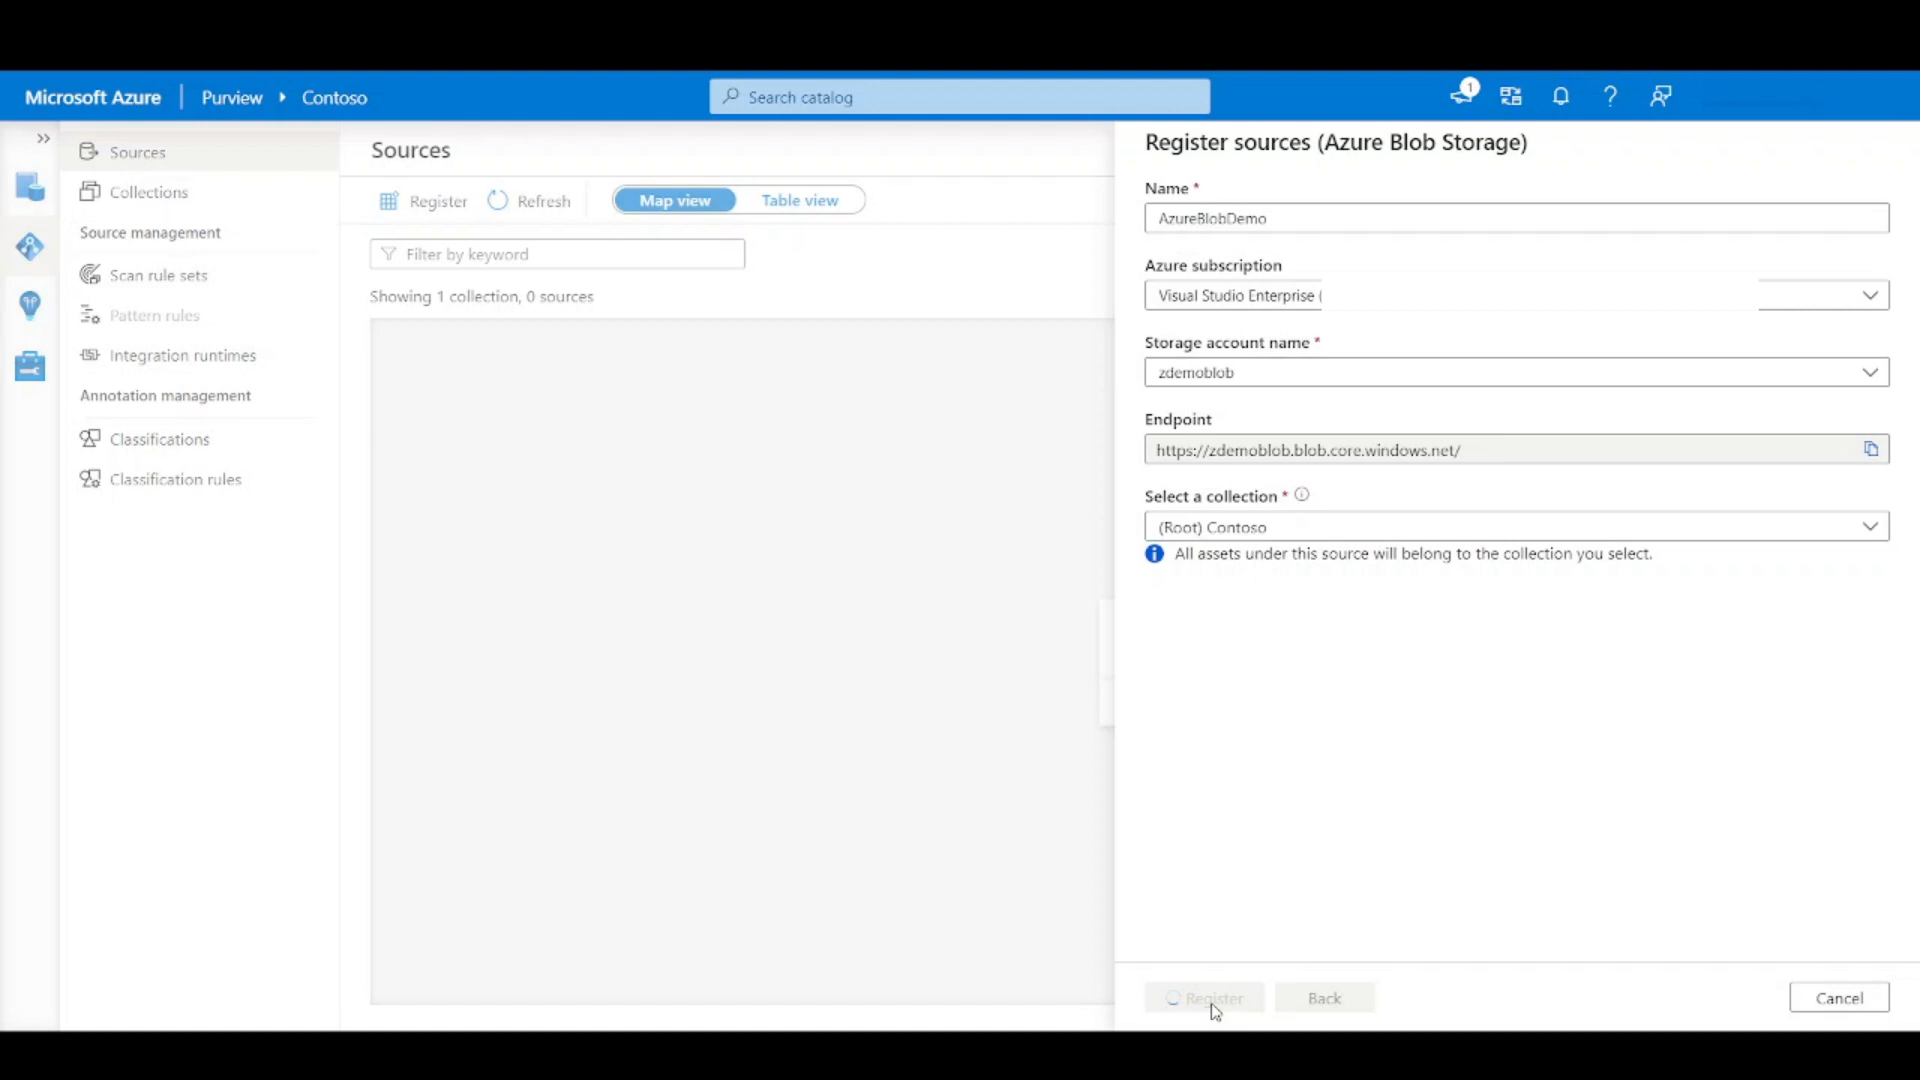 Microsoft Azure
Purview
Contoso
Search catalog
1
Sources
Collections
Source management
Scan rule sets
Pattern rules
Integration runtimes
Annotation management
Classifications
Classification rules
Sources
Register
Refresh
Map view
Table view
Filter by keyword
Showing 1 collection, 0 sources
Register sources (Azure Blob Storage)
Name *
AzureBlobDemo
Azure subscription
Visual Studio Enterprise (
Storage account name *
zdemoblob
Endpoint
https://zdemoblob.blob.core.windows.net/
Select a collection *
(Root) Contoso
All assets under this source will belong to the collection you select.
Register
Back
Cancel